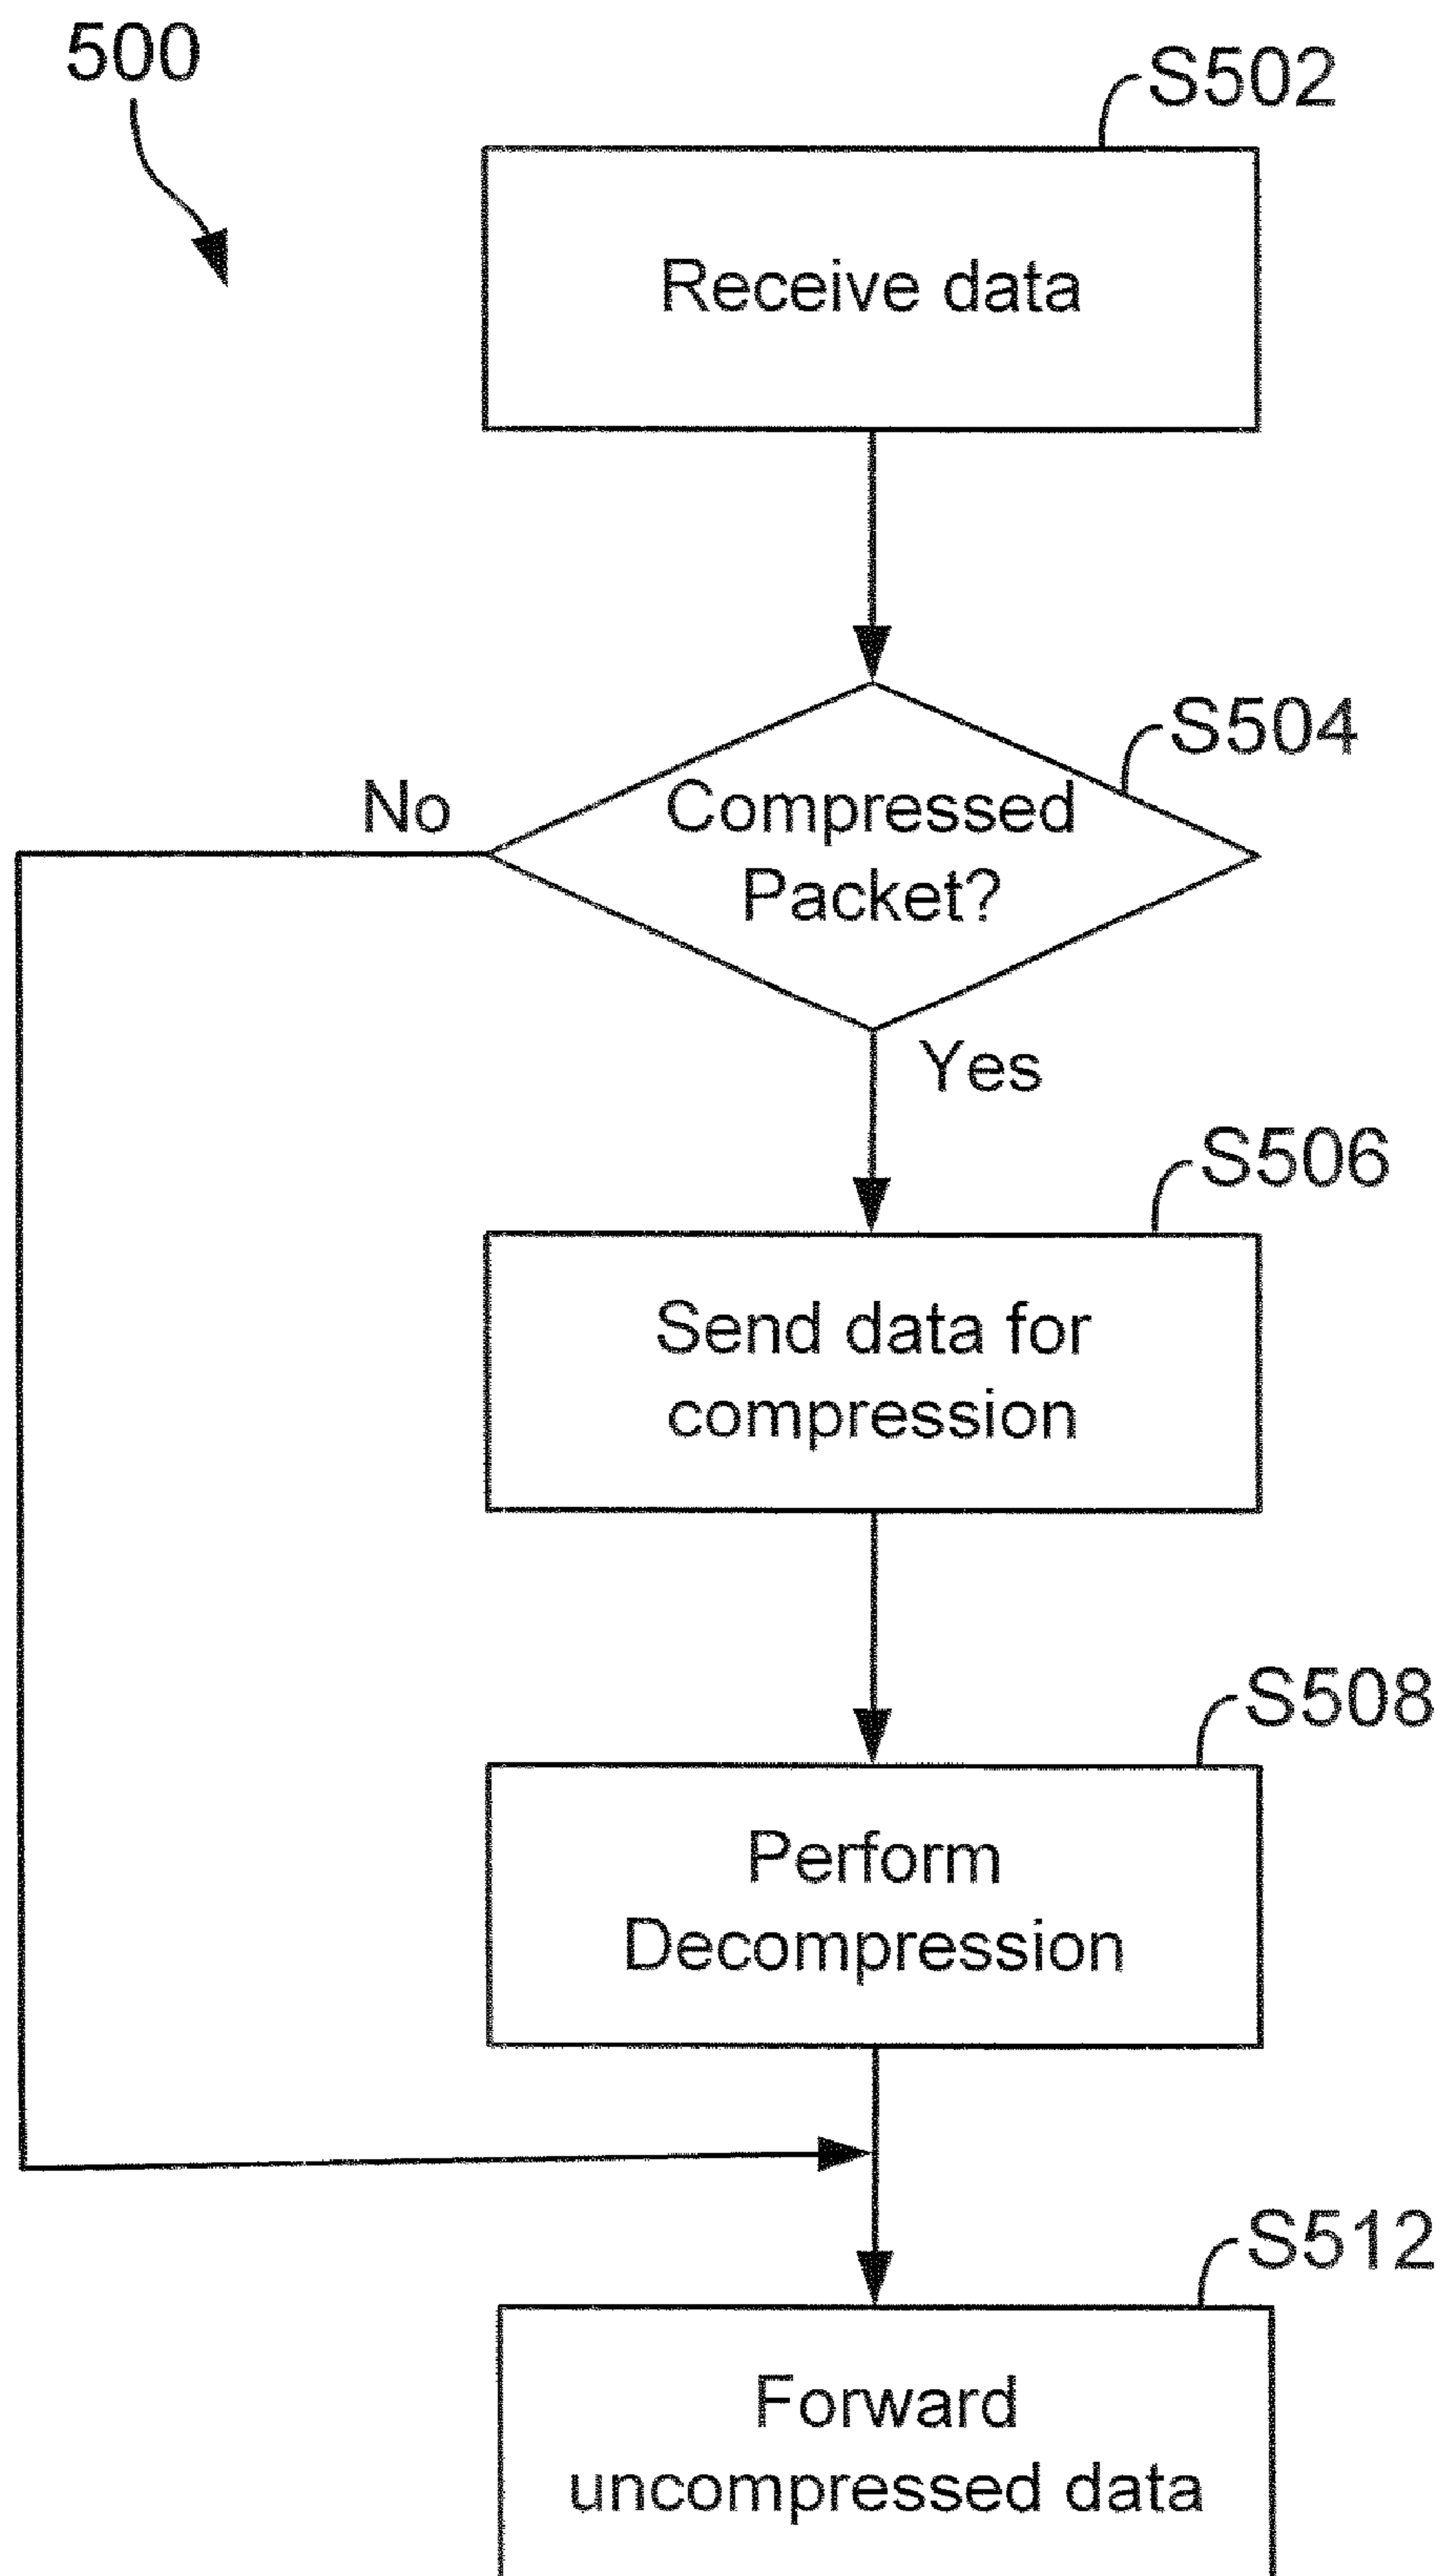 500
S502
Receive data
S504
No
Compressed
Packet?
Yes
S506
Send data for
compression
S508
Perform
Decompression
S512
Forward
uncompressed data